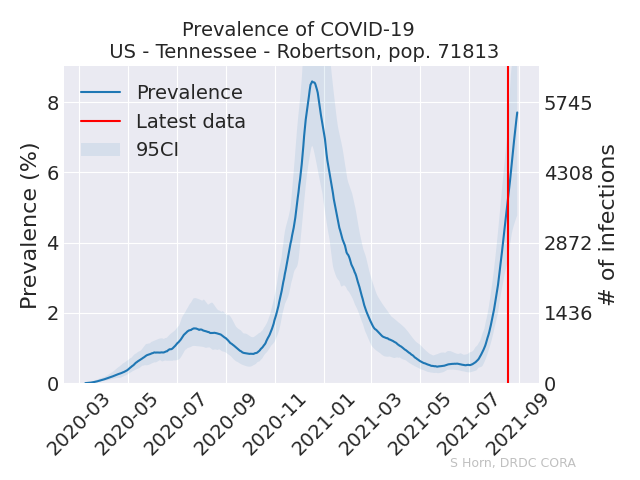 Prevalence of COVID-19
US - Tennessee - Robertson, pop. 71813
Prevalence
Latest data
95CI
Prevalence (%)
8
6
4
2
0
5745
4308
2872
1436
0
# of infections
2020-03
2020-05
2020-07
2020-09
2020-11
2021-01
2021-03
2021-05
2021-07
2021-09
S Horn, DRDC CORA